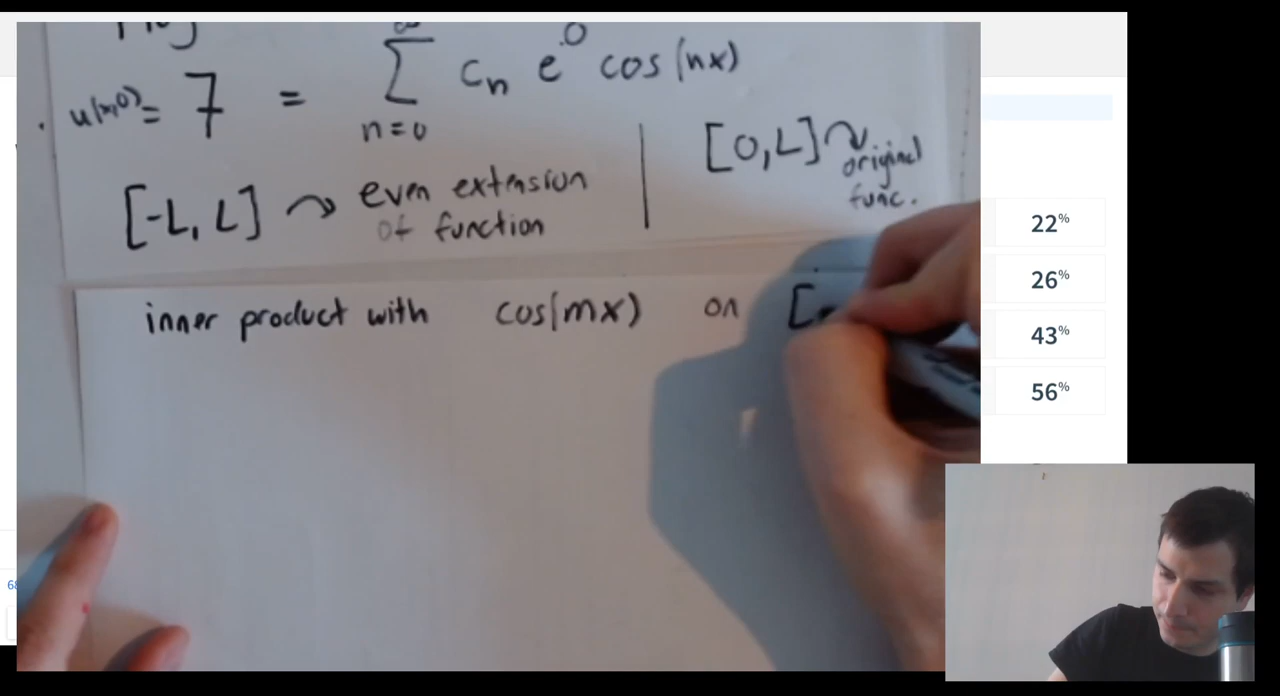 ∞
u(x,0) = 7 = Σ cₙ e⁰ cos(nx)
n=0
[-L, L] ⤳ even extension of function
[0, L] ⤳ original func.
inner product with cos(mx) on [
22%
26%
43%
56%